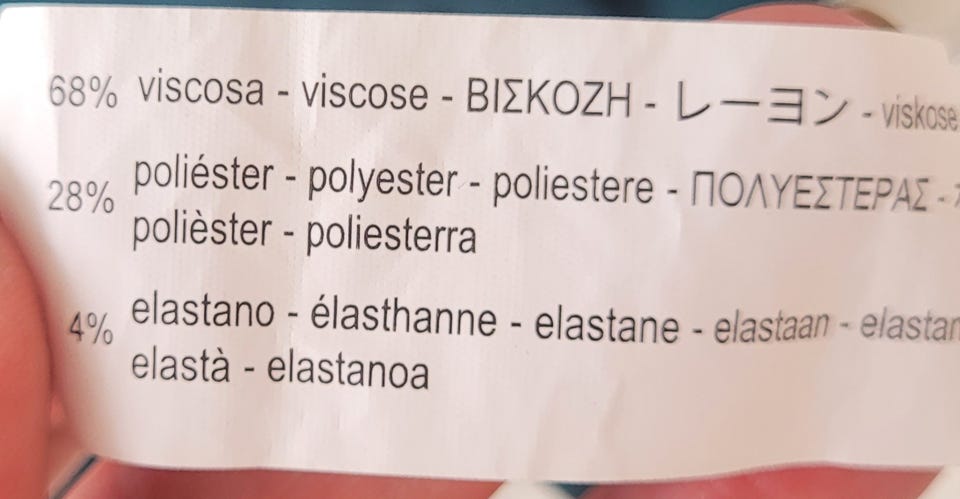 68% viscosa - viscose - ΒΙΣΚΟΖΗ - レーヨン - viskose
28% poliéster - polyester - poliestere - ΠΟΛΥΕΣΤΕΡΑΣ -
polièster - poliesterra
4% elastano - élasthanne - elastane - elastaan - elastan
elastà - elastanoa